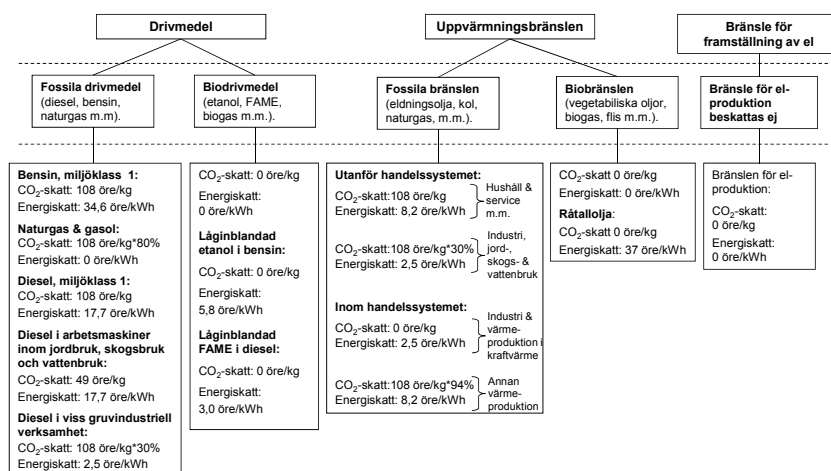 Drivmedel
Uppvärmningsbränslen
Bränsle för
framställning av el
Fossila drivmedel
(diesel, bensin,
naturgas m.m).
Biodrivmedel
(etanol, FAME,
biogas m.m.).
Fossila bränslen
(eldningsolja, kol,
naturgas, m.m.).
Biobränslen
(vegetabiliska oljor,
biogas, flis m.m.).
Bränsle för el-
produktion
beskattas ej
Bensin, miljöklass 1:
CO₂-skatt: 108 öre/kg
Energiskatt: 34,6 öre/kWh
Naturgas & gasol:
CO₂-skatt: 108 öre/kg*80%
Energiskatt: 0 öre/kWh
Diesel, miljöklass 1:
CO₂-skatt: 108 öre/kg
Energiskatt: 17,7 öre/kWh
Diesel i arbetsmaskiner
inom jordbruk, skogsbruk
och vattenbruk:
CO₂-skatt: 49 öre/kg
Energiskatt: 17,7 öre/kWh
Diesel i viss gruvindustriell
verksamhet:
CO₂-skatt: 108 öre/kg*30%
Energiskatt: 2,5 öre/kWh
CO₂-skatt: 0 öre/kg
Energiskatt:
0 öre/kWh
Låginblandad
etanol i bensin:
CO₂-skatt: 0 öre/kg
Energiskatt:
5,8 öre/kWh
Låginblandad
FAME i diesel:
CO₂-skatt: 0 öre/kg
Energiskatt:
3,0 öre/kWh
Utanför handelssystemet:
CO₂-skatt:108 öre/kg
Energiskatt: 8,2 öre/kWh
Hushåll &
service
m.m.
CO₂-skatt:108 öre/kg*30%
Energiskatt: 2,5 öre/kWh
Industri,
jord-,
skogs- &
vattenbruk
Inom handelssystemet:
CO₂-skatt: 0 öre/kg
Energiskatt: 2,5 öre/kWh
Industri &
värme-
produktion i
kraftvärme
CO₂-skatt:108 öre/kg*94%
Energiskatt: 8,2 öre/kWh
Annan
värme-
produktion
CO₂-skatt 0 öre/kg
Energiskatt: 0 öre/kWh
Råtallolja:
CO₂-skatt 0 öre/kg
Energiskatt: 37 öre/kWh
Bränslen för el-
produktion:
CO₂-skatt:
0 öre/kg
Energiskatt:
0 öre/kWh